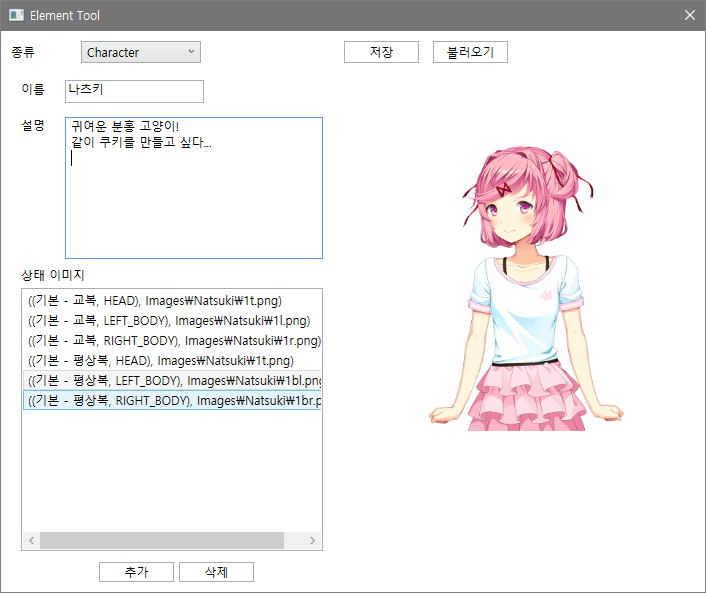 Element Tool
종류 Character 저장 불러오기
이름 나츠키
설명 귀여운 분홍 고양이!
같이 쿠키를 만들고 싶다...
상태 이미지
((기본 - 교복, HEAD), Images₩Natsuki₩1t.png)
((기본 - 교복, LEFT_BODY), Images₩Natsuki₩1l.png)
((기본 - 교복, RIGHT_BODY), Images₩Natsuki₩1r.png)
((기본 - 평상복, HEAD), Images₩Natsuki₩1t.png)
((기본 - 평상복, LEFT_BODY), Images₩Natsuki₩1bl.png
((기본 - 평상복, RIGHT_BODY), Images₩Natsuki₩1br.p
추가 삭제